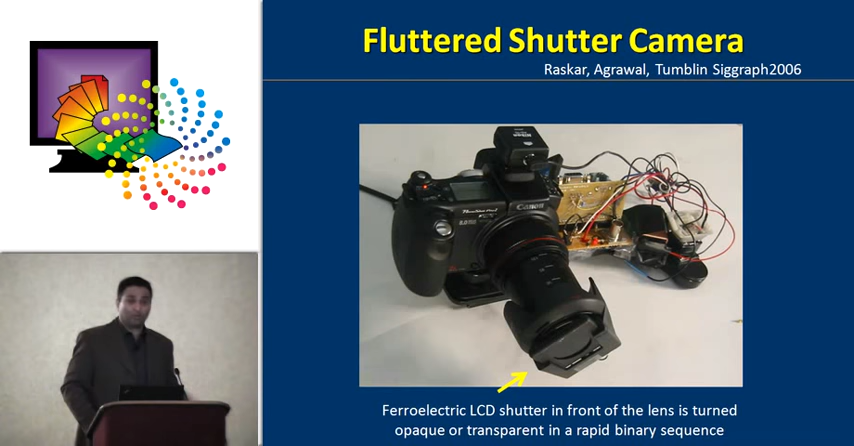 Fluttered Shutter Camera
Raskar, Agrawal, Tumblin Siggraph2006
Canon
Ferroelectric LCD shutter in front of the lens is turned
opaque or transparent in a rapid binary sequence